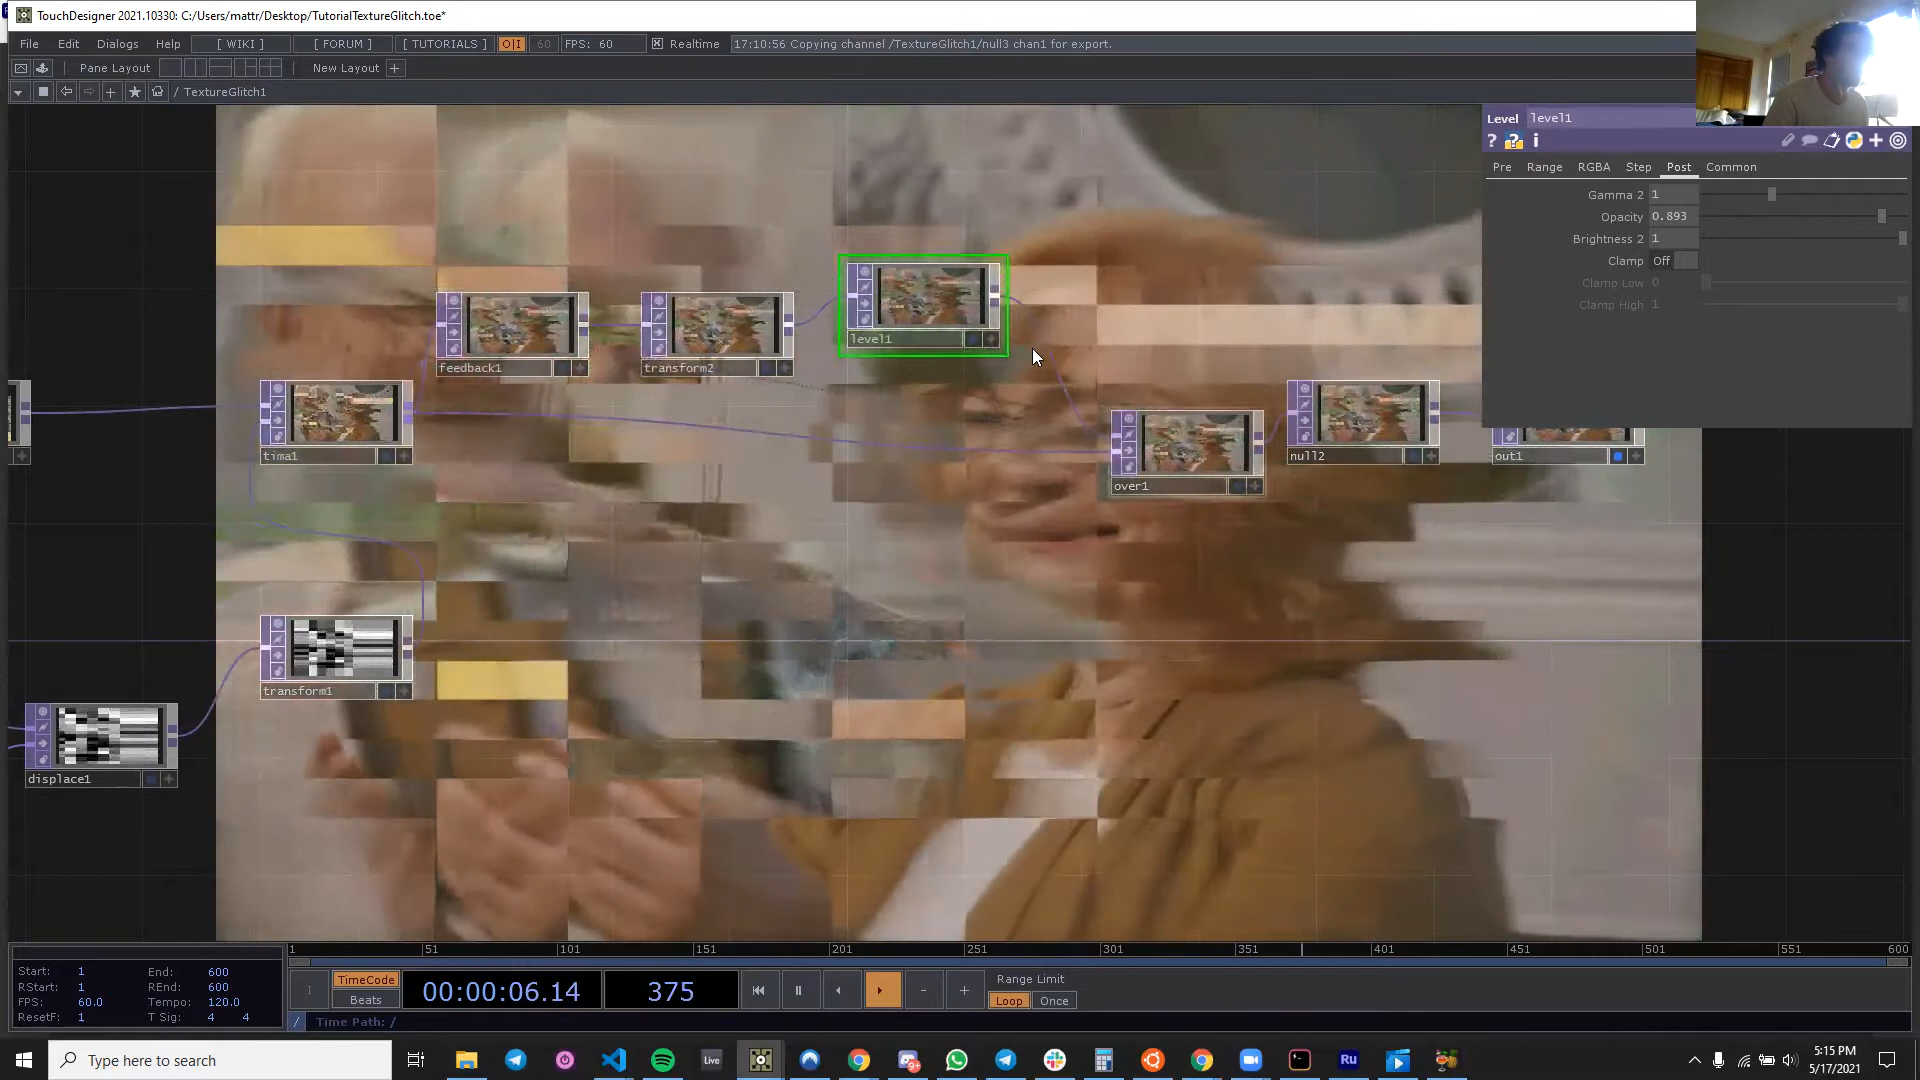 TouchDesigner 2021.10330: C:/Users/mattr/Desktop/TutorialTextureGlitch.toe*
File Edit Dialogs Help [ WIKI ] [ FORUM ] [ TUTORIALS ] O|I 60 FPS: 60 Realtime 17:10:56 Copying channel /TextureGlitch1/null3 chan1 for export.
Pane Layout New Layout +
/ TextureGlitch1
Level level1
? ? i
Pre Range RGBA Step Post Common
Gamma 2 1
Opacity 0.893
Brightness 2 1
Clamp Off
Clamp Low 0
Clamp High 1
level1
feedback1
transform2
tima1
null2
out1
over1
transform1
displace1
1 51 101 151 201 251 301 351 401 451 501 551 600
Start: 1 End: 600
RStart: 1 REnd: 600
FPS: 60.0 Tempo: 120.0
ResetF: 1 T Sig: 4 4
TimeCode
Beats
00:00:06.14
375
Range Limit
Loop Once
/ Time Path: /
Type here to search
Live
9+
Ru
5:15 PM
5/17/2021